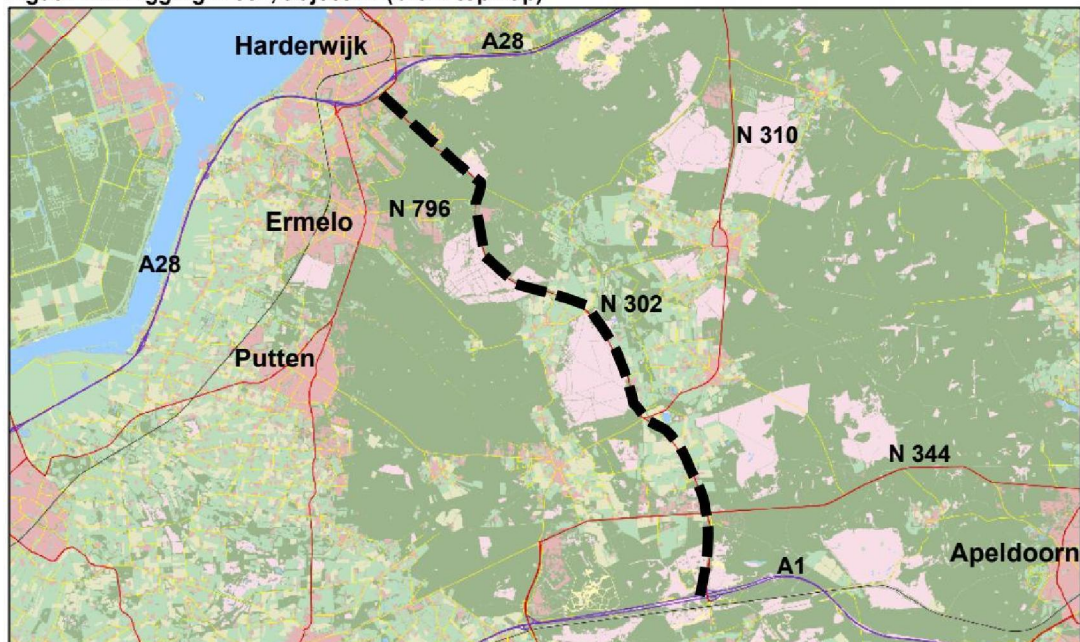 Harderwijk
A28
N 310
N 796
Ermelo
A28
N 302
Putten
N 344
Apeldoorn
A1